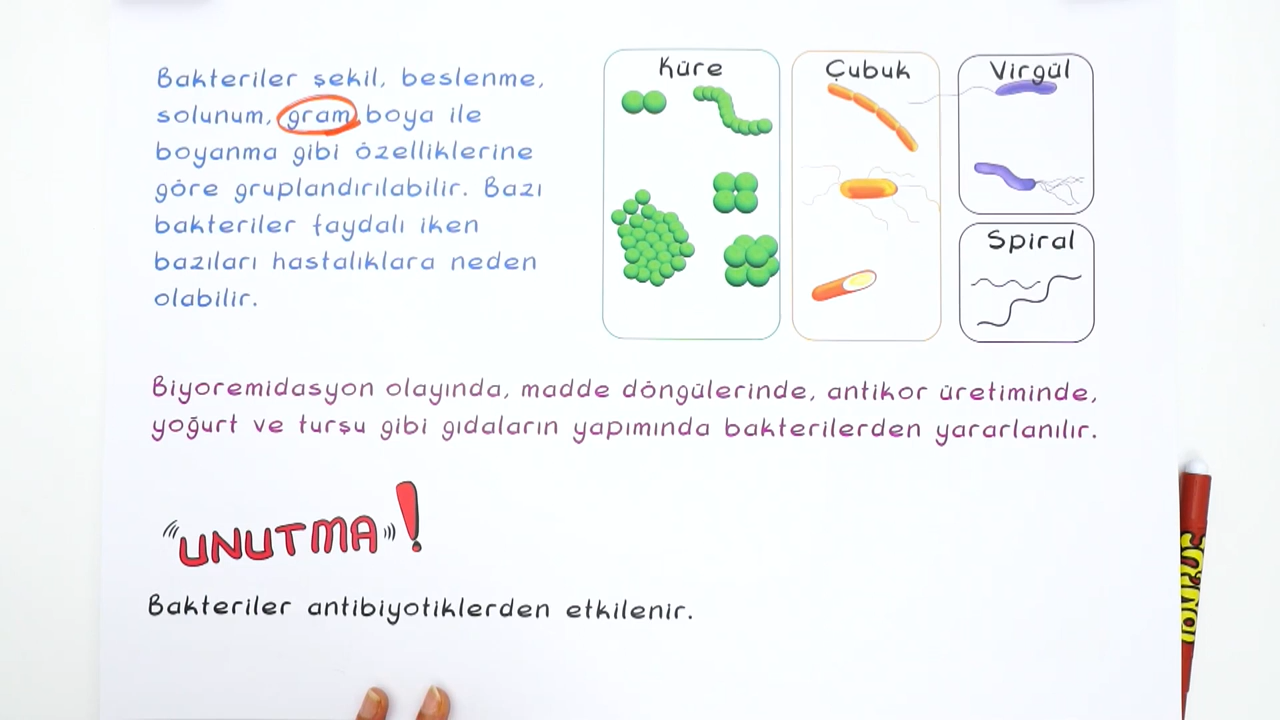 Bakteriler şekil, beslenme,
solunum, gram boya ile
boyanma gibi özelliklerine
göre gruplandırılabilir. Bazı
bakteriler faydalı iken
bazıları hastalıklara neden
olabilir.
Küre
Çubuk
Virgül
Spiral
Biyoremidasyon olayında, madde döngülerinde, antikor üretiminde,
yoğurt ve turşu gibi gıdaların yapımında bakterilerden yararlanılır.
UNUTMA!
Bakteriler antibiyotiklerden etkilenir.